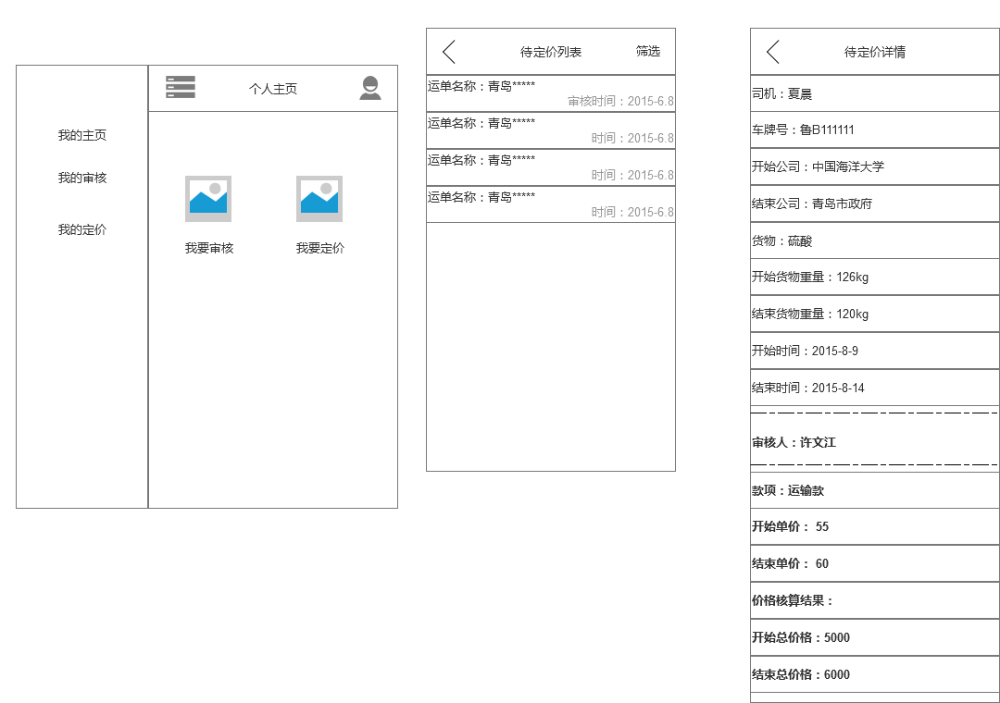 我的主页
我的审核
我的定价
个人主页
我要审核
我要定价
待定价列表
筛选
运单名称：青岛*****
审核时间：2015-6.8
运单名称：青岛*****
时间：2015-6.8
运单名称：青岛*****
时间：2015-6.8
运单名称：青岛*****
时间：2015-6.8
待定价详情
司机：夏晨
车牌号：鲁B111111
开始公司：中国海洋大学
结束公司：青岛市政府
货物：硫酸
开始货物重量：126kg
结束货物重量：120kg
开始时间：2015-8-9
结束时间：2015-8-14
审核人：许文江
款项：运输款
开始单价： 55
结束单价： 60
价格核算结果：
开始总价格：5000
结束总价格：6000